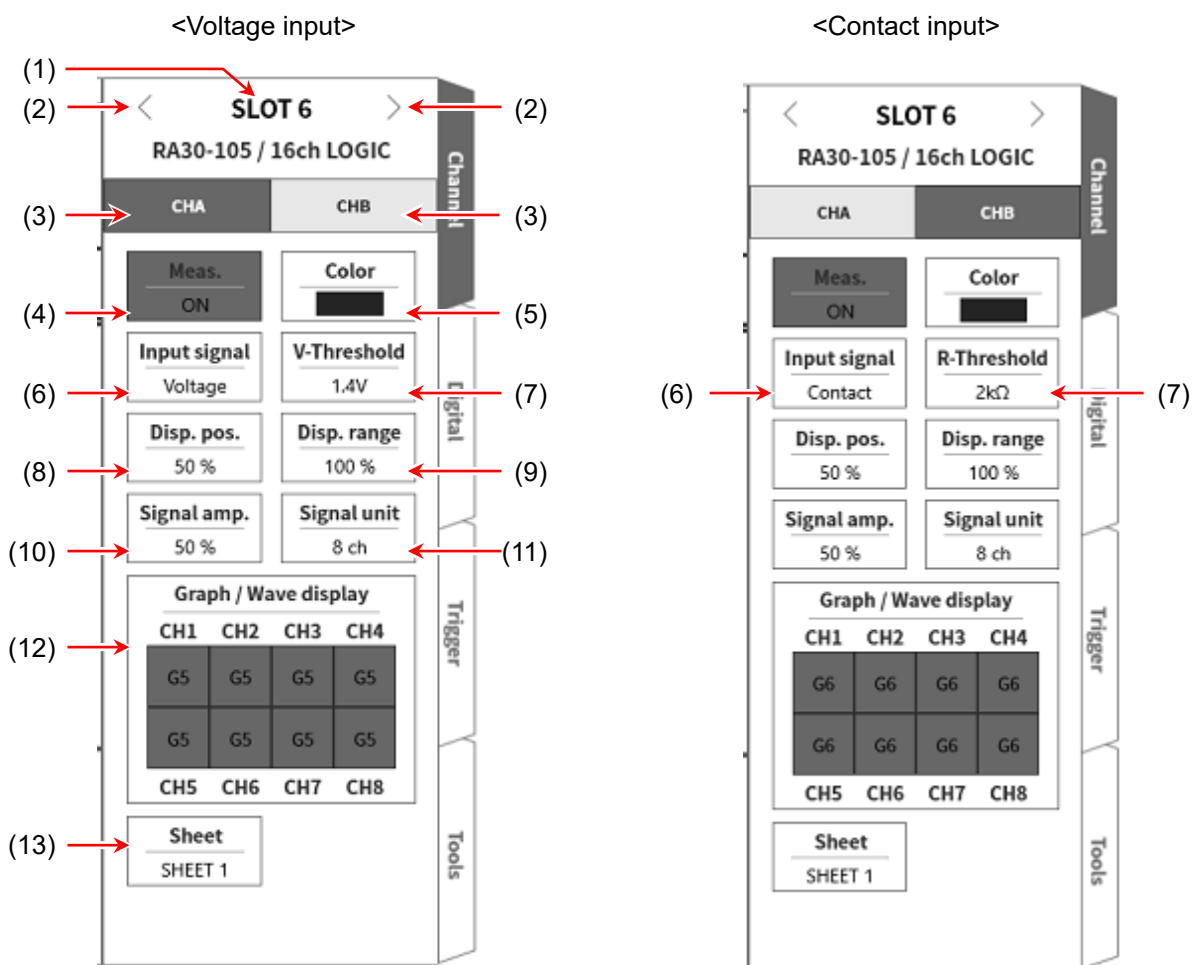 <Voltage input>
(1)
(2) < SLOT 6 > (2)
RA30-105 / 16ch LOGIC
(3) CHA CHB (3)
Meas. Color
(4) ON (5)
Input signal V-Threshold
(6) Voltage 1.4V (7)
Disp. pos. Disp. range
(8) 50 % 100 % (9)
Signal amp. Signal unit
(10) 50 % 8 ch (11)
Graph / Wave display
CH1 CH2 CH3 CH4
(12)
G5 G5 G5 G5
G5 G5 G5 G5
CH5 CH6 CH7 CH8
(13) Sheet
SHEET 1
Channel
Digital
Trigger
Tools
<Contact input>
< SLOT 6 >
RA30-105 / 16ch LOGIC
CHA CHB
Meas. Color
ON
Input signal R-Threshold
(6) Contact 2kΩ (7)
Disp. pos. Disp. range
50 % 100 %
Signal amp. Signal unit
50 % 8 ch
Graph / Wave display
CH1 CH2 CH3 CH4
G6 G6 G6 G6
G6 G6 G6 G6
CH5 CH6 CH7 CH8
Sheet
SHEET 1
Channel
Digital
Trigger
Tools